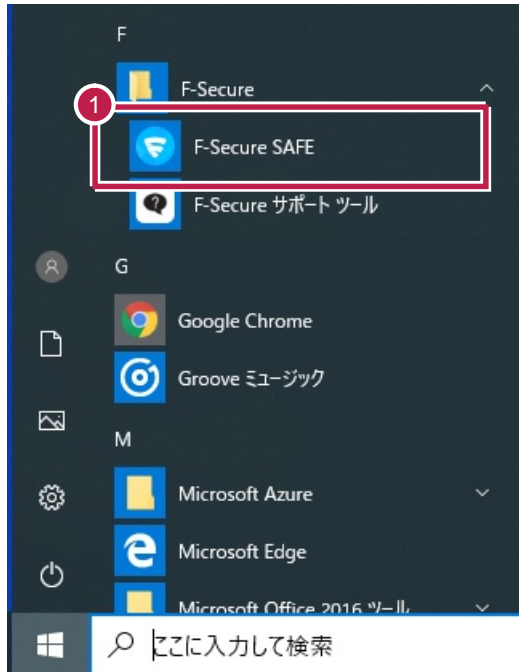 F
F-Secure
1
F-Secure SAFE
F-Secure サポート ツール
G
Google Chrome
Groove ミュージック
M
Microsoft Azure
Microsoft Edge
Microsoft Office 2016 ツール
ここに入力して検索